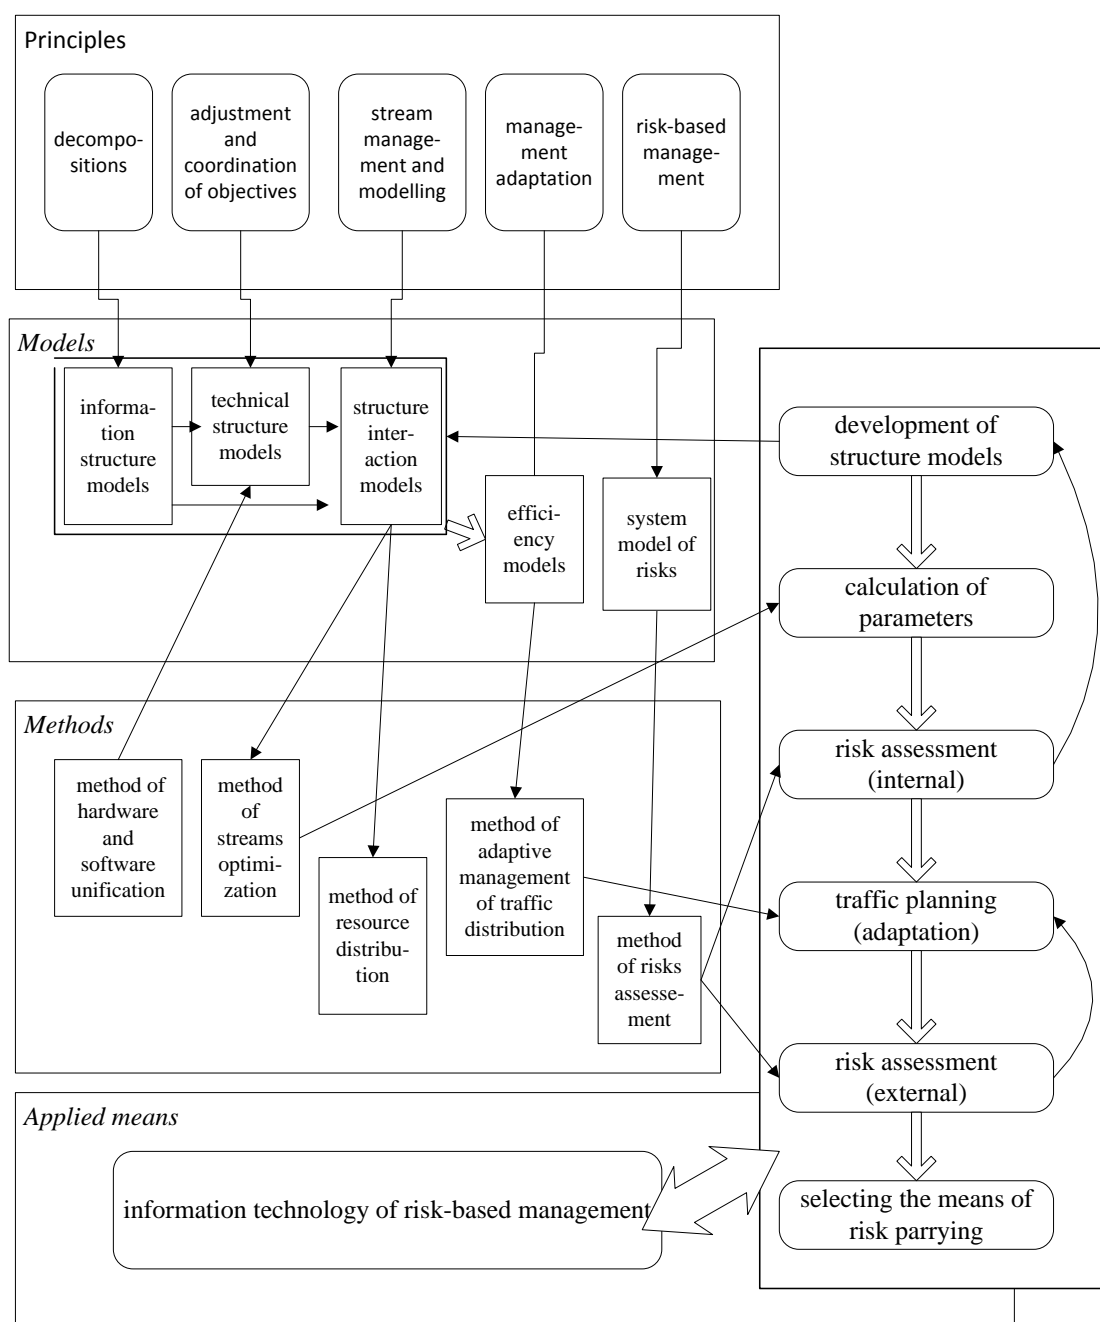 Principles
decompo-
sitions
adjustment
and
coordination
of objectives
stream
manage-
ment and
modelling
manage-
ment
adaptation
risk-based
manage-
ment
Models
informa-
tion
structure
models
technical
structure
models
structure
inter-
action
models
effici-
ency
models
system
model of
risks
Methods
method of
hardware
and
software
unification
method
of
streams
optimi-
zation
method of
resource
distribu-
tion
method of
adaptive
management
of traffic
distribution
method
of risks
assesse-
ment
development of
structure models
calculation of
parameters
risk assessment
(internal)
traffic planning
(adaptation)
risk assessment
(external)
selecting the means of
risk parrying
Applied means
information technology of risk-based management